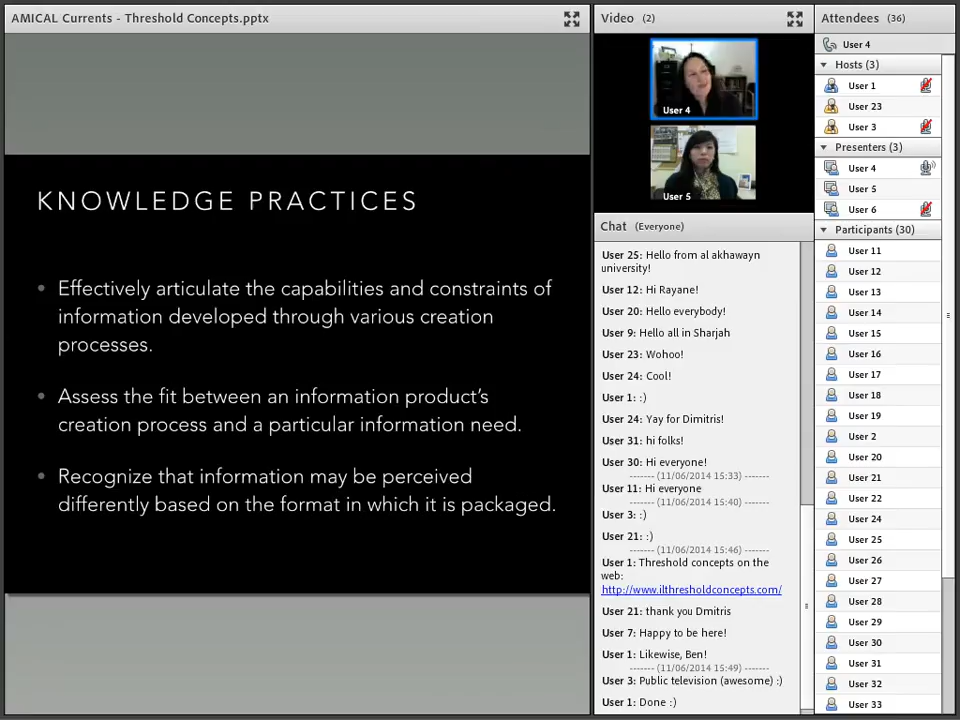 AMICAL Currents - Threshold Concepts.pptx
KNOWLEDGE PRACTICES
• Effectively articulate the capabilities and constraints of
information developed through various creation
processes.
• Assess the fit between an information product's
creation process and a particular information need.
• Recognize that information may be perceived
differently based on the format in which it is packaged.
Video (2)
User 4
User 5
Chat (Everyone)
User 25: Hello from al akhawayn
university!
User 12: Hi Rayane!
User 20: Hello everybody!
User 9: Hello all in Sharjah
User 23: Wohoo!
User 24: Cool!
User 1: :)
User 24: Yay for Dimitris!
User 31: hi folks!
User 30: Hi everyone!
------- (11/06/2014 15:33) -------
User 11: Hi everyone
------- (11/06/2014 15:40) -------
User 3: :)
User 21: :)
------- (11/06/2014 15:46) -------
User 1: Threshold concepts on the
web:
http://www.ilthresholdconcepts.com/
User 21: thank you Dmitris
User 7: Happy to be here!
User 1: Likewise, Ben!
------- (11/06/2014 15:49) -------
User 3: Public television (awesome) :)
User 1: Done :)
Attendees (36)
User 4
Hosts (3)
User 1
User 23
User 3
Presenters (3)
User 4
User 5
User 6
Participants (30)
User 11
User 12
User 13
User 14
User 15
User 16
User 17
User 18
User 19
User 2
User 20
User 21
User 22
User 24
User 25
User 26
User 27
User 28
User 29
User 30
User 31
User 32
User 33